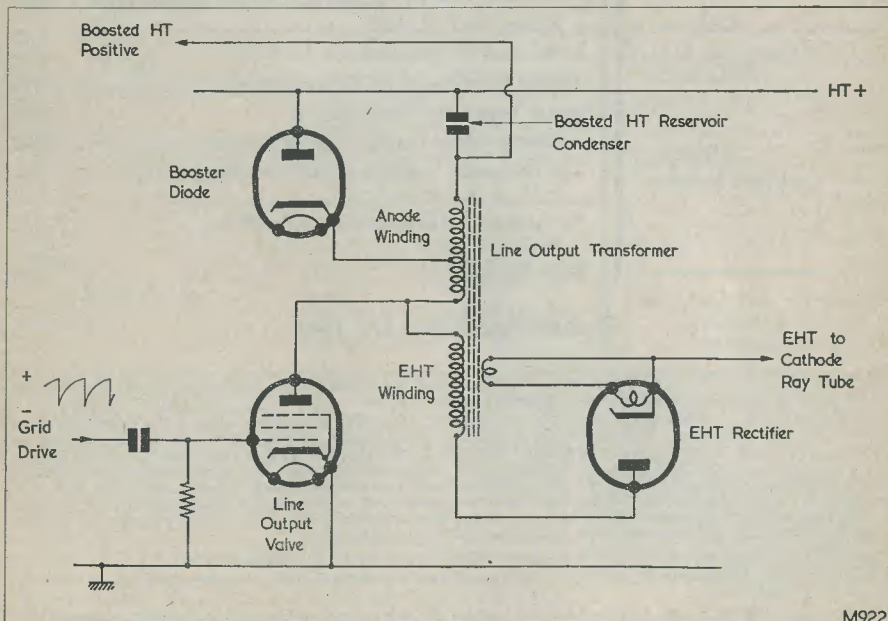 Boosted HT
Positive
HT+
Boosted HT Reservoir
Condenser
Booster
Diode
Anode
Winding
Line Output Transformer
EHT
Winding
EHT to
Cathode
Ray Tube
EHT Rectifier
+
–
Grid
Drive
Line
Output
Valve
M922